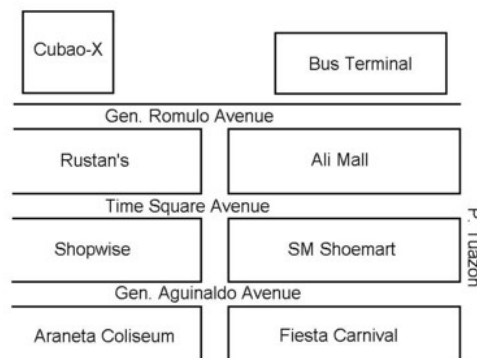 Cubao-X
Bus Terminal
Gen. Romulo Avenue
Rustan's
Ali Mall
Time Square Avenue
Shopwise
SM Shoemart
P. Tuazon
Gen. Aguinaldo Avenue
Araneta Coliseum
Fiesta Carnival